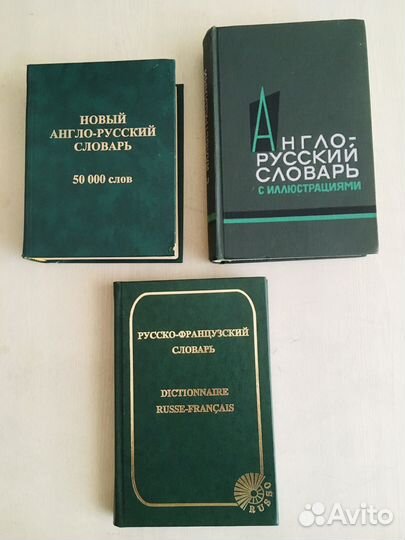 НОВЫЙ
АНГЛО-РУССКИЙ
СЛОВАРЬ
50 000 слов
АНГЛО-
РУССКИЙ
СЛОВАРЬ
С ИЛЛЮСТРАЦИЯМИ
РУССКО-ФРАНЦУЗСКИЙ
СЛОВАРЬ
DICTIONNAIRE
RUSSE-FRANÇAIS
RUSSO
Avito